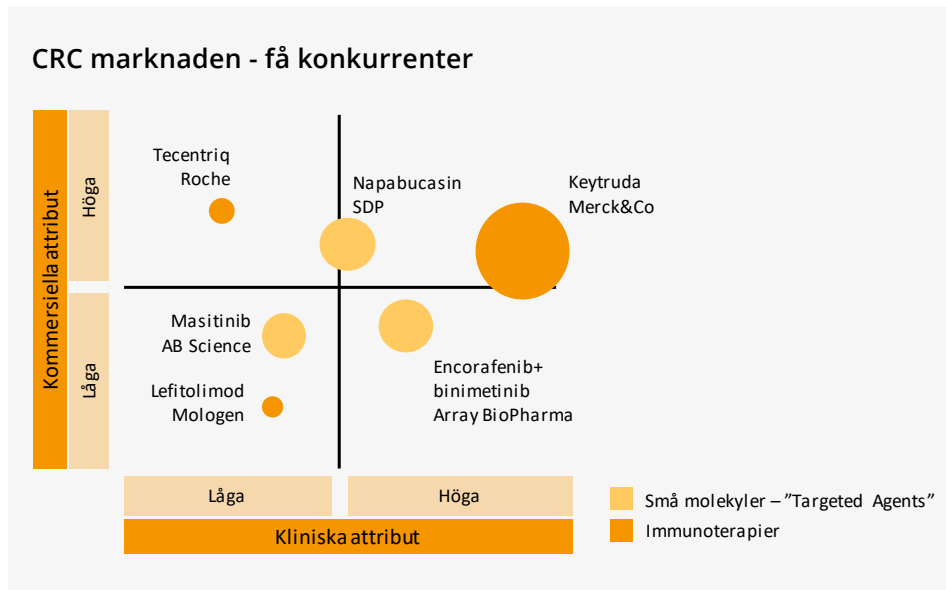 CRC marknaden - få konkurrenter
Kommersiella attribut
Höga
Låga
Tecentriq
Roche
Napabucasin
SDP
Keytruda
Merck&Co
Masitinib
AB Science
Lefitolimod
Mologen
Encorafenib+
binimetinib
Array BioPharma
Låga
Höga
Kliniska attribut
Små molekyler – ”Targeted Agents”
Immunoterapier